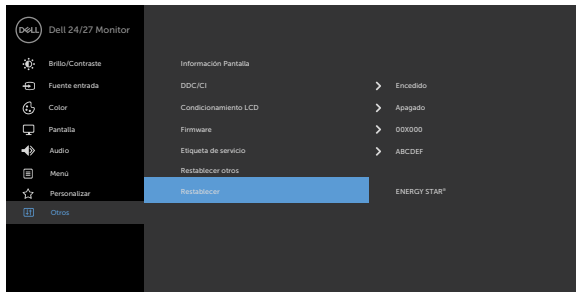 DELL Dell 24/27 Monitor
Brillo/Contraste Información Pantalla
Fuente entrada DDC/CI Encedido
Color Condicionamiento LCD Apagado
Pantalla Firmware 00X000
Audio Etiqueta de servicio ABCDEF
Menú Restablecer otros
Personalizar Restablecer ENERGY STAR®
Otros